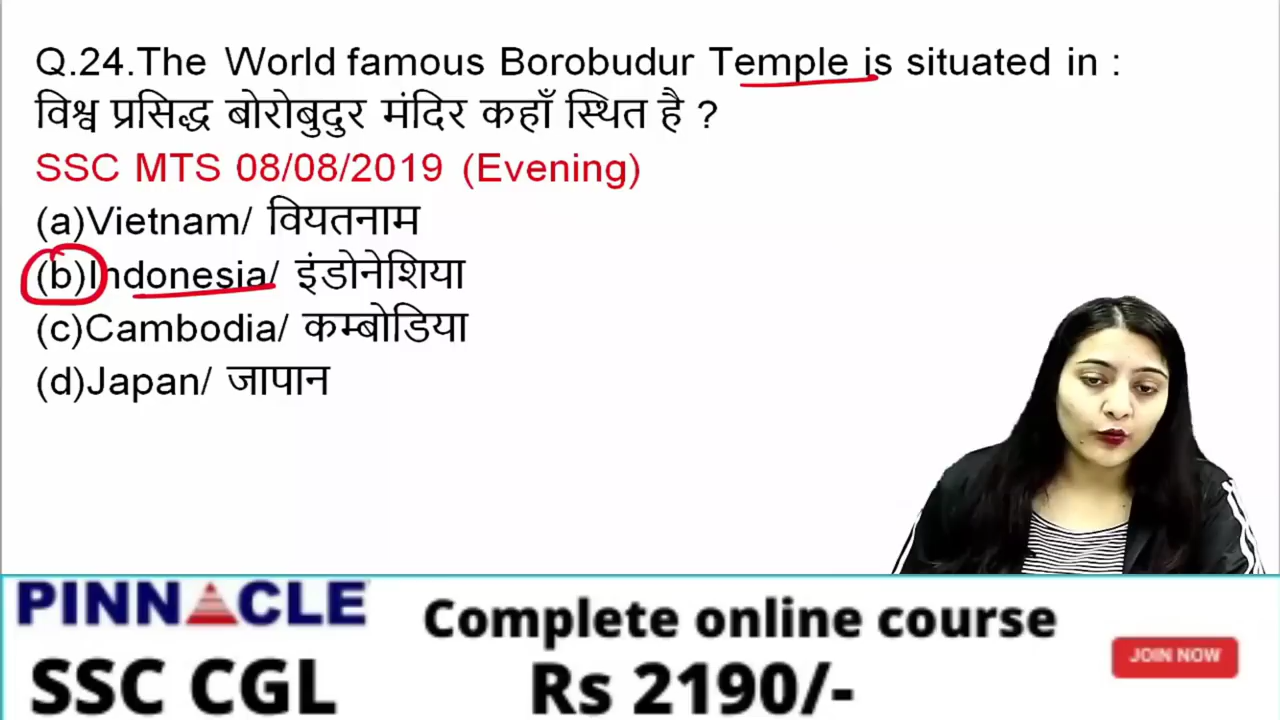 Q.24.The World famous Borobudur Temple is situated in :
विश्व प्रसिद्ध बोरोबुदुर मंदिर कहाँ स्थित है ?
SSC MTS 08/08/2019 (Evening)
(a)Vietnam/ वियतनाम
(b)Indonesia/ इंडोनेशिया
(c)Cambodia/ कम्बोडिया
(d)Japan/ जापान
PINNACLE
SSC CGL
Complete online course
Rs 2190/-
JOIN NOW